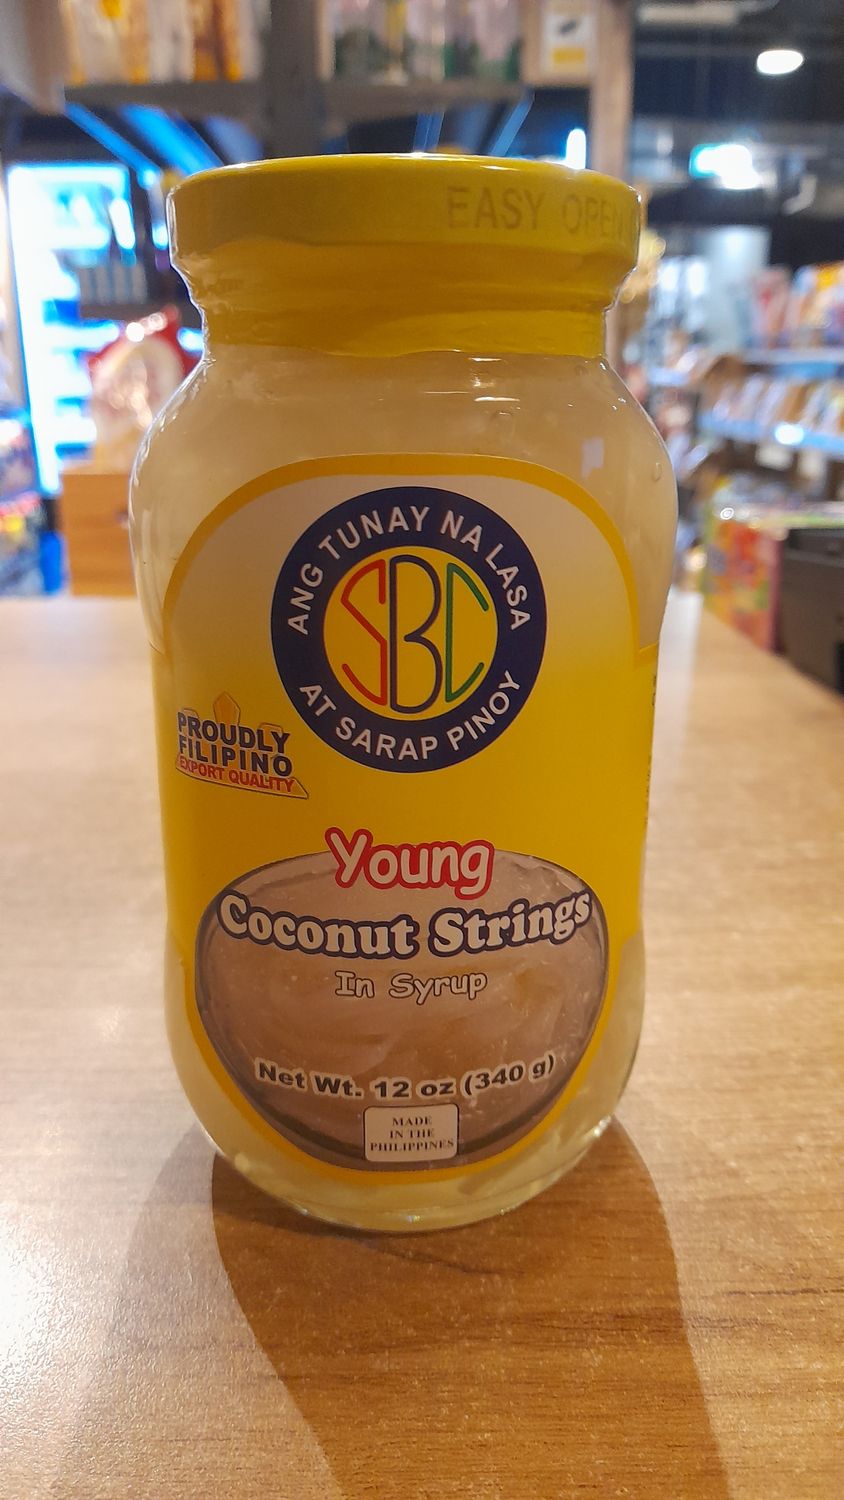 EASY OPEN
ANG TUNAY NA LASA
SBC
AT SARAP PINOY
PROUDLY
FILIPINO
EXPORT QUALITY
Young
Coconut Strings
In Syrup
Net Wt. 12 oz (340 g)
MADE
IN THE
PHILIPPINES